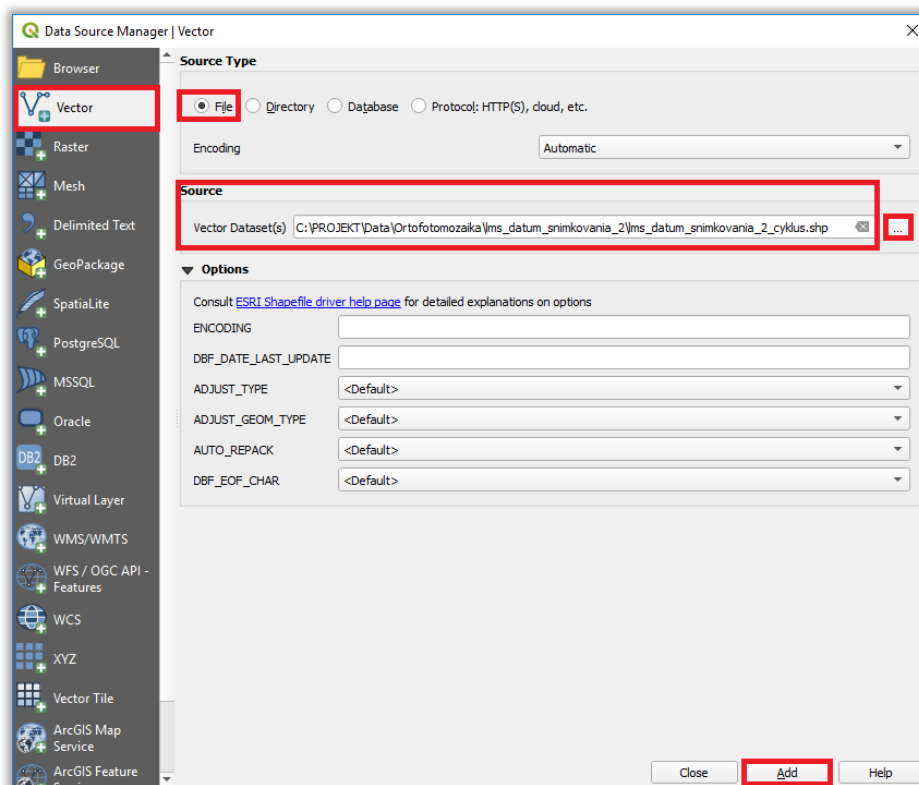 Data Source Manager | Vector
Browser
Vector
Raster
Mesh
Delimited Text
GeoPackage
SpatiaLite
PostgreSQL
MSSQL
Oracle
DB2
DB2
Virtual Layer
WMS/WMTS
WFS / OGC API -
Features
WCS
XYZ
Vector Tile
ArcGIS Map
Service
ArcGIS Feature
Source Type
File Directory Database Protocol: HTTP(S), cloud, etc.
Encoding Automatic
Source
Vector Dataset(s) C:\PROJEKT\Data\Ortofotomozaika\lms_datum_snimkovania_2\lms_datum_snimkovania_2_cyklus.shp ...
Options
Consult ESRI Shapefile driver help page for detailed explanations on options
ENCODING
DBF_DATE_LAST_UPDATE
ADJUST_TYPE <Default>
ADJUST_GEOM_TYPE <Default>
AUTO_REPACK <Default>
DBF_EOF_CHAR <Default>
Close Add Help